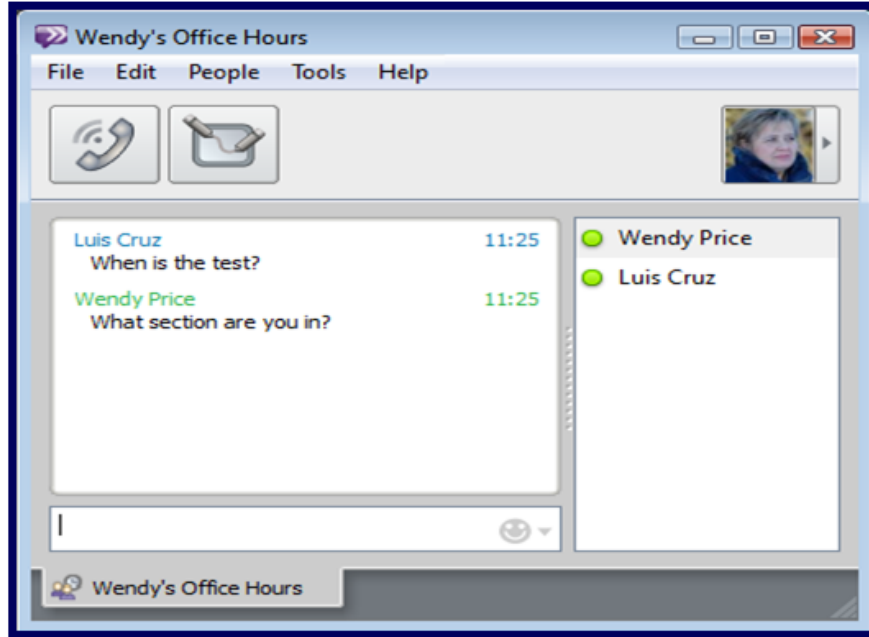 Wendy's Office Hours
File Edit People Tools Help
Luis Cruz 11:25
When is the test?
Wendy Price 11:25
What section are you in?
Wendy Price
Luis Cruz
Wendy's Office Hours